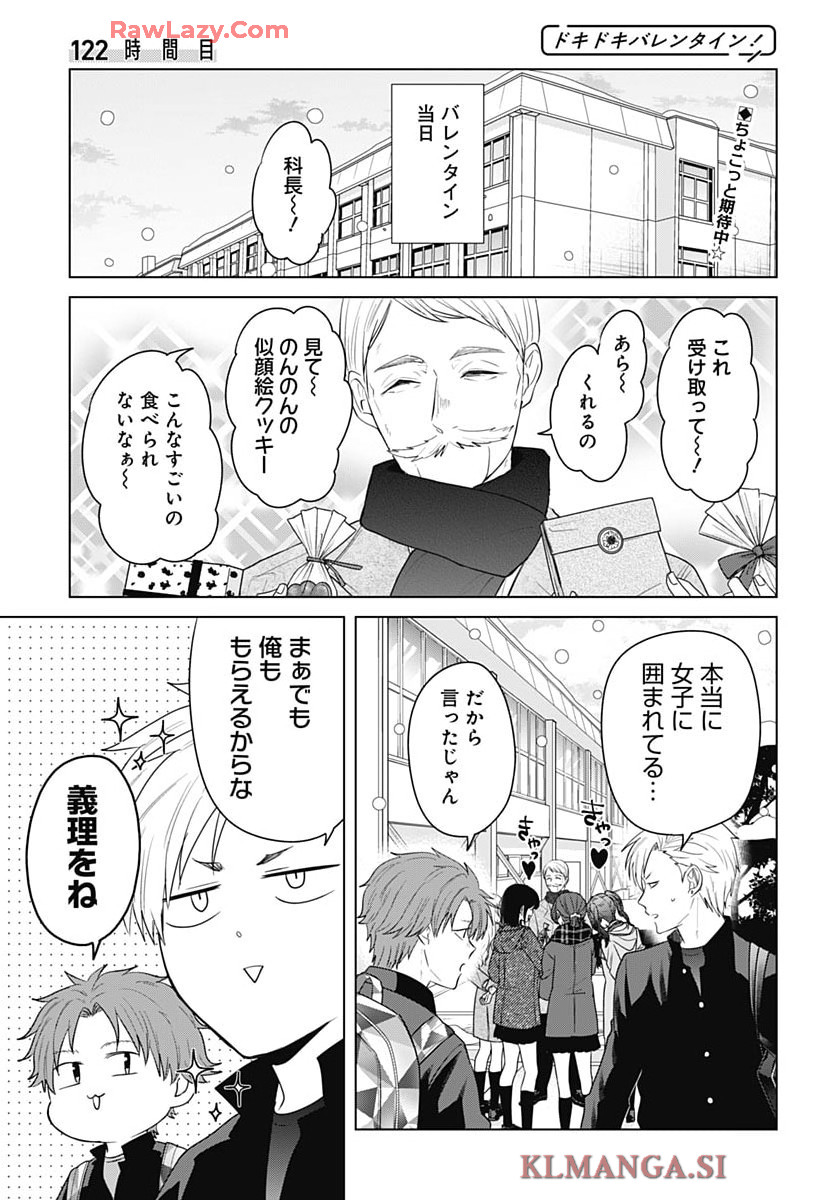 RawLazy.Com
122時間目
ドキドキバレンタイン!
◆ちょこっと期待中☆
バレンタイン
当日
科長〜!
これ
受け取って〜!
あら〜
くれるの
見て〜
のんのんの
似顔絵クッキー
こんなすごいの
食べられ
ないなぁ〜
本当に
女子に
囲まれてる…
だから
言ったじゃん
きゃっ♥
きゃっ♥
まぁでも
俺も
もらえるからな
義理をね
KLMANGA.SI